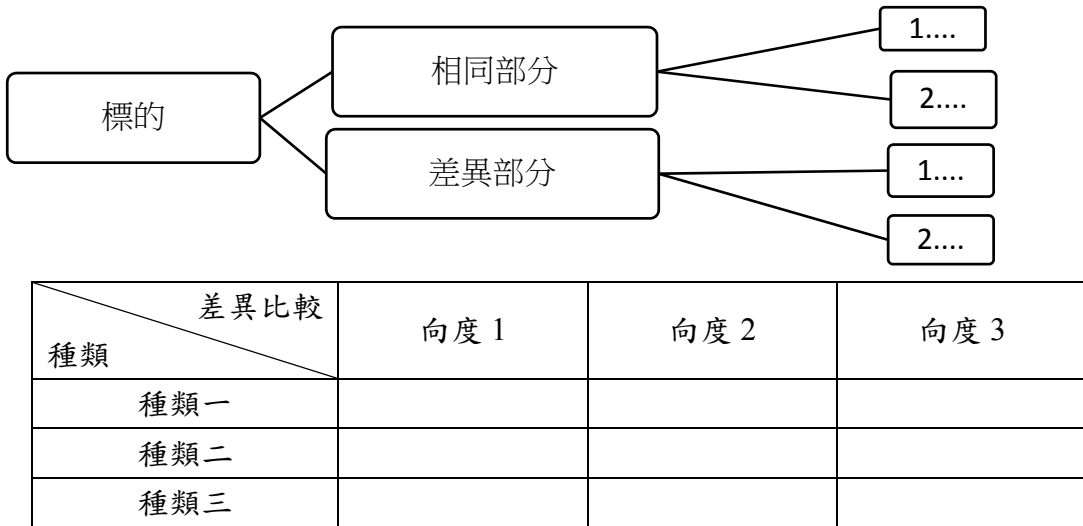 標的
相同部分
1....
2....
差異部分
1....
2....
差異比較
種類
向度 1
向度 2
向度 3
種類一
種類二
種類三